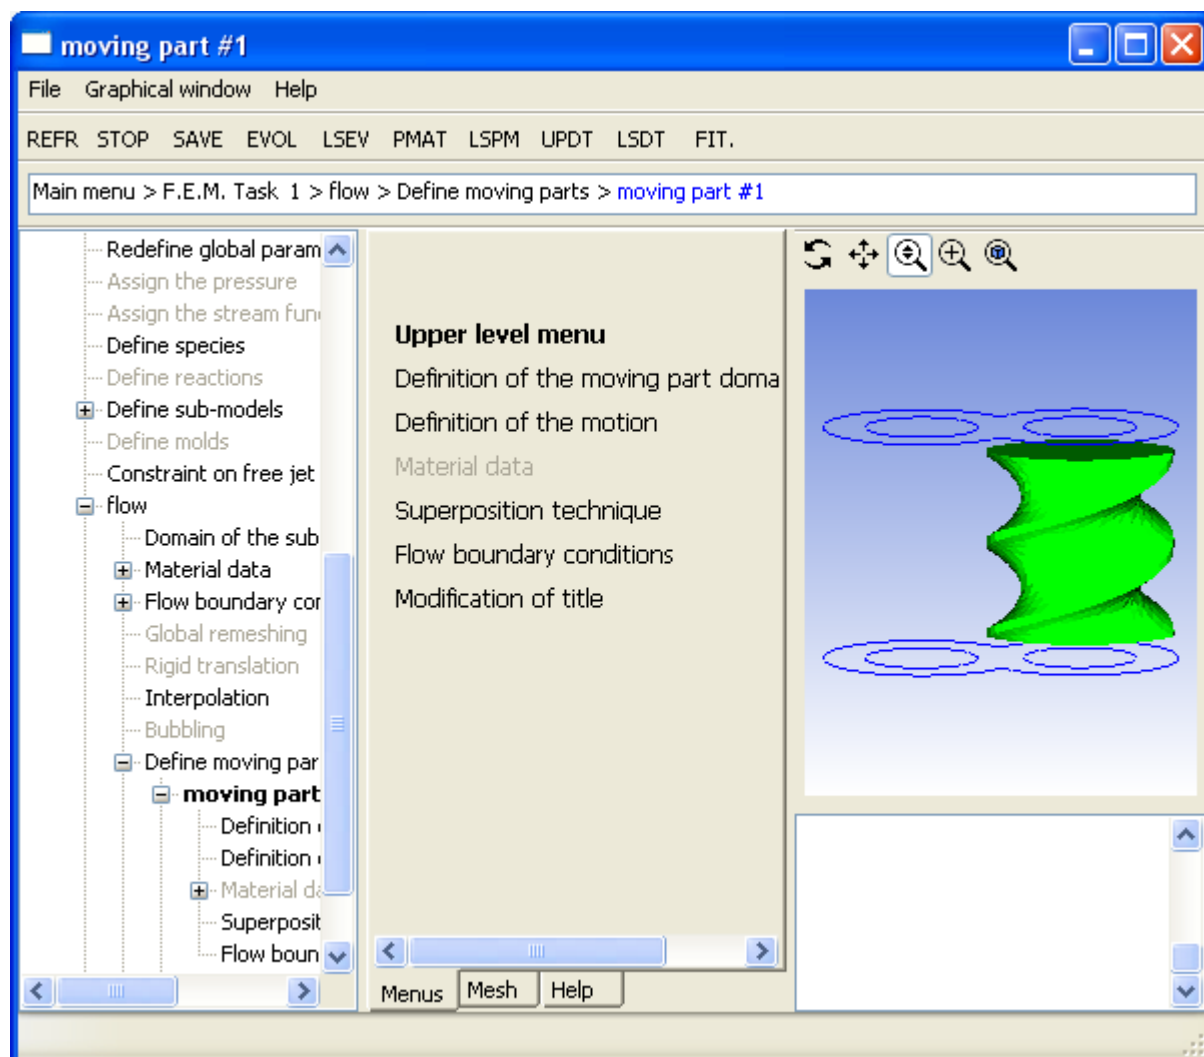 moving part #1
File Graphical window Help
REFR STOP SAVE EVOL LSEV PMAT LSPM UPDT LSDT FIT.
Main menu > F.E.M. Task 1 > flow > Define moving parts > moving part #1
Redefine global param
Assign the pressure
Assign the stream fun
Define species
Define reactions
Define sub-models
Define molds
Constraint on free jet
flow
Domain of the sub
Material data
Flow boundary cor
Global remeshing
Rigid translation
Interpolation
Bubbling
Define moving par
moving part
Definition
Definition
Material da
Superposit
Flow boun
Upper level menu
Definition of the moving part doma
Definition of the motion
Material data
Superposition technique
Flow boundary conditions
Modification of title
Menus Mesh Help